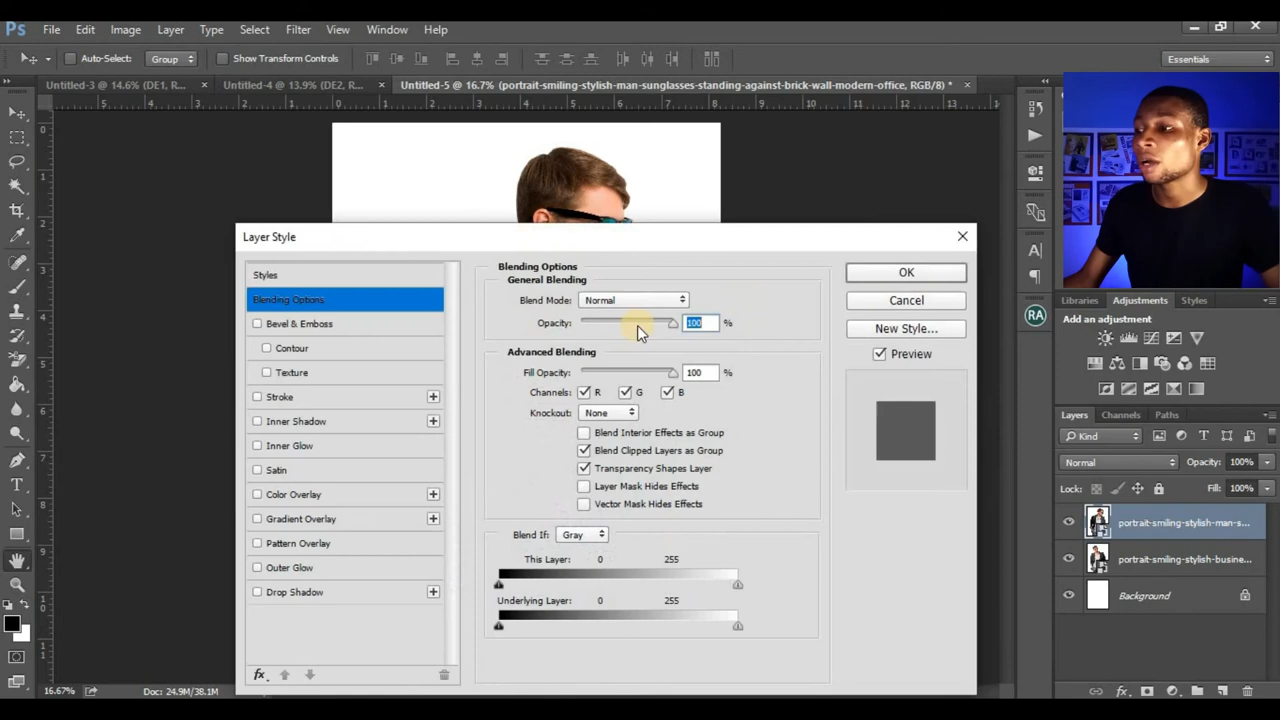 Ps File Edit Image Layer Type Select Filter View Window Help
Auto-Select: Group Show Transform Controls Essentials
Untitled-3 @ 14.6% (DE1, R... × Untitled-4 @ 13.9% (DE2, R... × Untitled-5 @ 16.7% (portrait-smiling-stylish-man-sunglasses-standing-against-brick-wall-modern-office, RGB/8) * ×
Layer Style
Styles
Blending Options
Bevel & Emboss
Contour
Texture
Stroke
Inner Shadow
Inner Glow
Satin
Color Overlay
Gradient Overlay
Pattern Overlay
Outer Glow
Drop Shadow
fx
Blending Options
General Blending
Blend Mode: Normal
Opacity: 100 %
Advanced Blending
Fill Opacity: 100 %
Channels: R G B
Knockout: None
Blend Interior Effects as Group
Blend Clipped Layers as Group
Transparency Shapes Layer
Layer Mask Hides Effects
Vector Mask Hides Effects
Blend If: Gray
This Layer: 0 255
Underlying Layer: 0 255
OK
Cancel
New Style...
Preview
RA
Libraries Adjustments Styles
Add an adjustment
Layers Channels Paths
Kind
Normal Opacity: 100%
Lock: Fill: 100%
portrait-smiling-stylish-man-s...
portrait-smiling-stylish-busine...
Background
16.67% Doc: 24.9M/38.1M